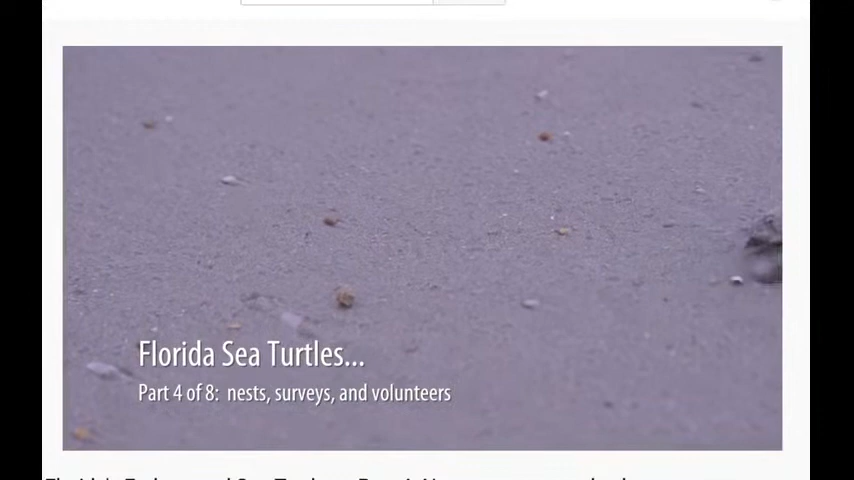 Florida Sea Turtles...
Part 4 of 8:  nests, surveys, and volunteers